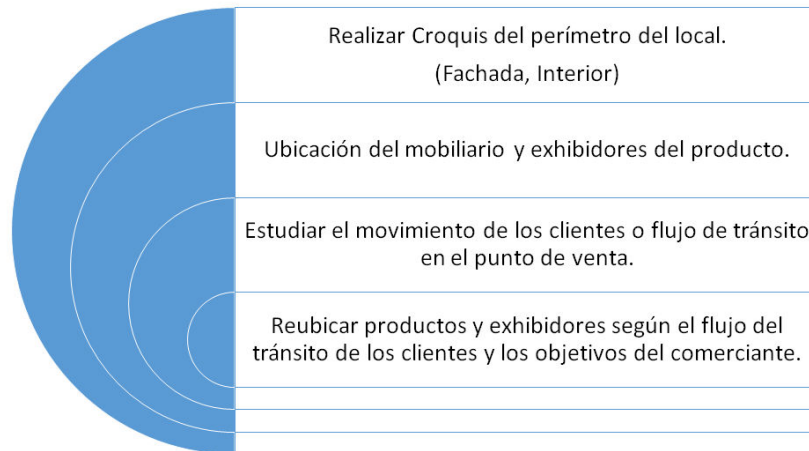 Realizar Croquis del perímetro del local.
(Fachada, Interior)
Ubicación del mobiliario y exhibidores del producto.
Estudiar el movimiento de los clientes o flujo de tránsito
en el punto de venta.
Reubicar productos y exhibidores según el flujo del
tránsito de los clientes y los objetivos del comerciante.